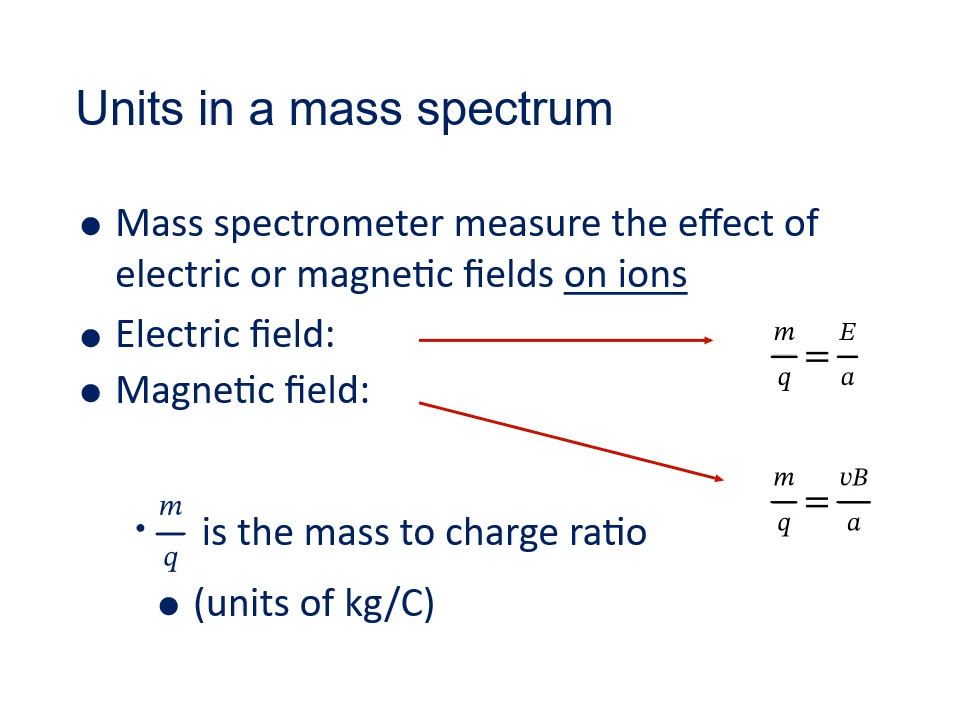 Units in a mass spectrum
● Mass spectrometer measure the effect of
electric or magnetic fields on ions
● Electric field:
m/q = E/a
● Magnetic field:
m/q = vB/a
• m/q is the mass to charge ratio
● (units of kg/C)